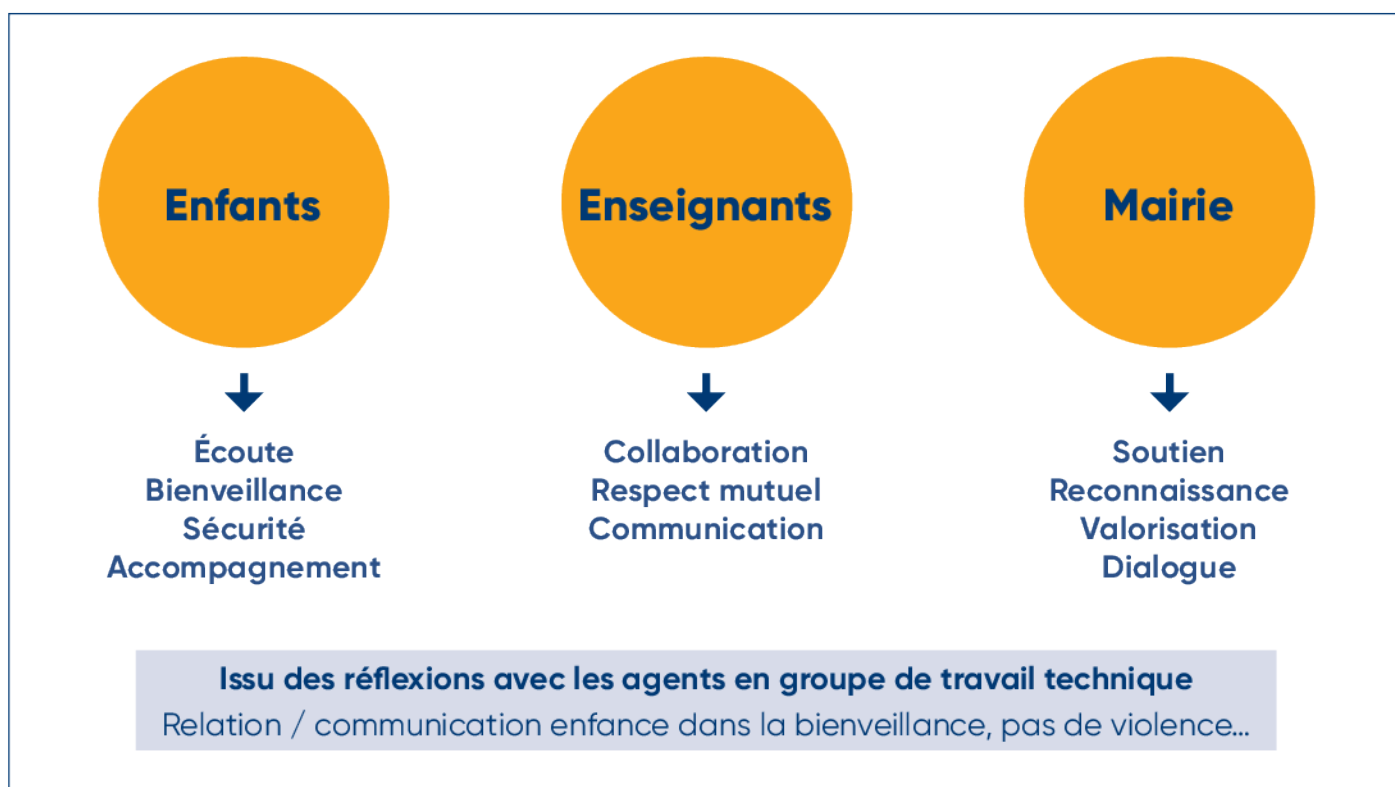 Enfants
Enseignants
Mairie
Écoute
Bienveillance
Sécurité
Accompagnement
Collaboration
Respect mutuel
Communication
Soutien
Reconnaissance
Valorisation
Dialogue
Issu des réflexions avec les agents en groupe de travail technique
Relation / communication enfance dans la bienveillance, pas de violence...